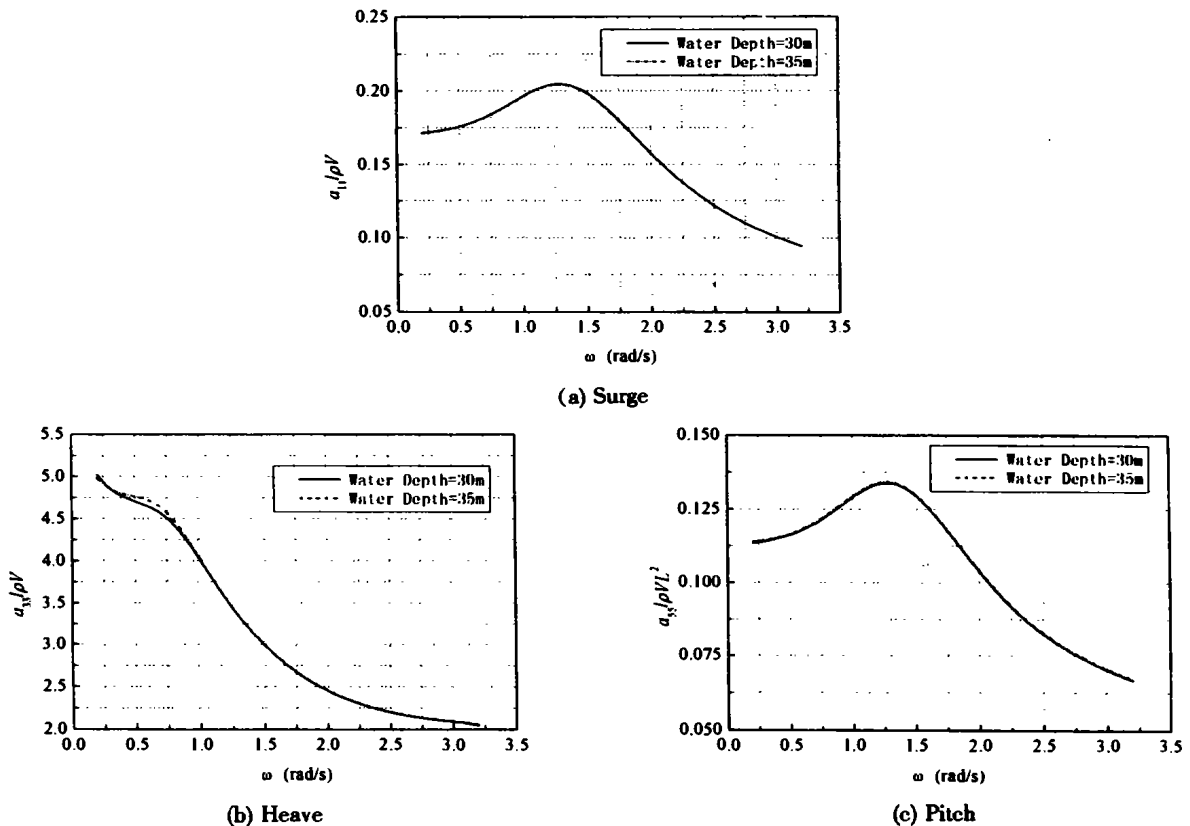 0.25
0.20
0.15
0.10
0.05
a₁₁/ρV
Water Depth=30m
Water Depth=35m
0.0 0.5 1.0 1.5 2.0 2.5 3.0 3.5
ω (rad/s)
(a) Surge
5.5
5.0
4.5
4.0
3.5
3.0
2.5
2.0
a₃₃/ρV
Water Depth=30m
Water Depth=35m
0.0 0.5 1.0 1.5 2.0 2.5 3.0 3.5
ω (rad/s)
(b) Heave
0.150
0.125
0.100
0.075
0.050
a₅₅/ρVL²
Water Depth=30m
Water Depth=35m
0.0 0.5 1.0 1.5 2.0 2.5 3.0 3.5
ω (rad/s)
(c) Pitch